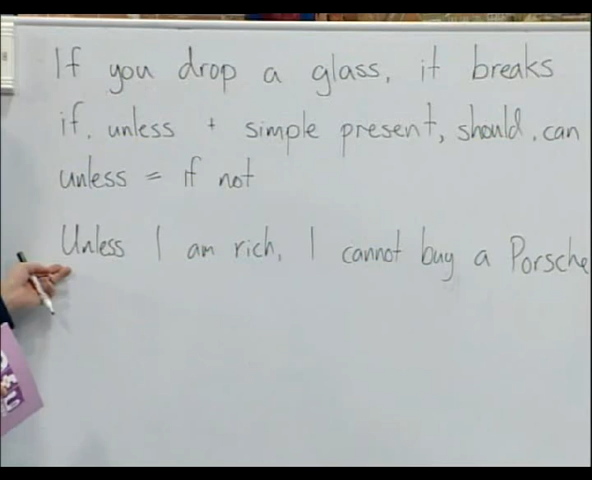 If you drop a glass, it breaks
if. unless + simple present, should. can
unless = if not
Unless I am rich, I cannot buy a Porsche